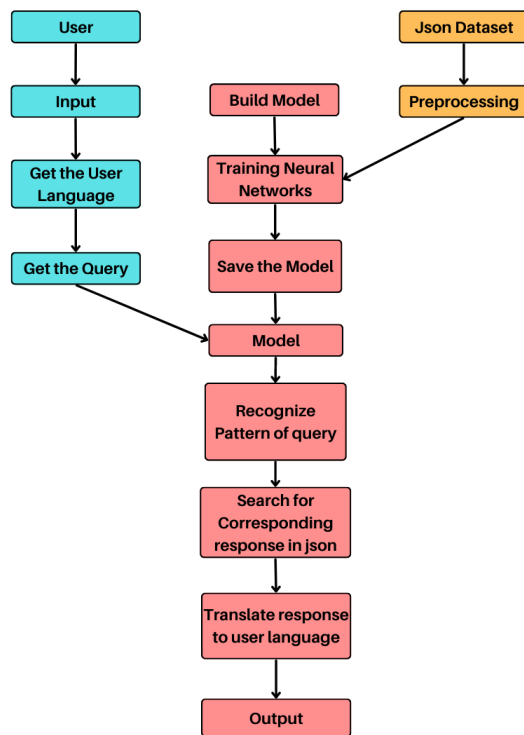 User
Json Dataset
Input
Build Model
Preprocessing
Get the User
Language
Training Neural
Networks
Get the Query
Save the Model
Model
Recognize
Pattern of query
Search for
Corresponding
response in json
Translate response
to user language
Output